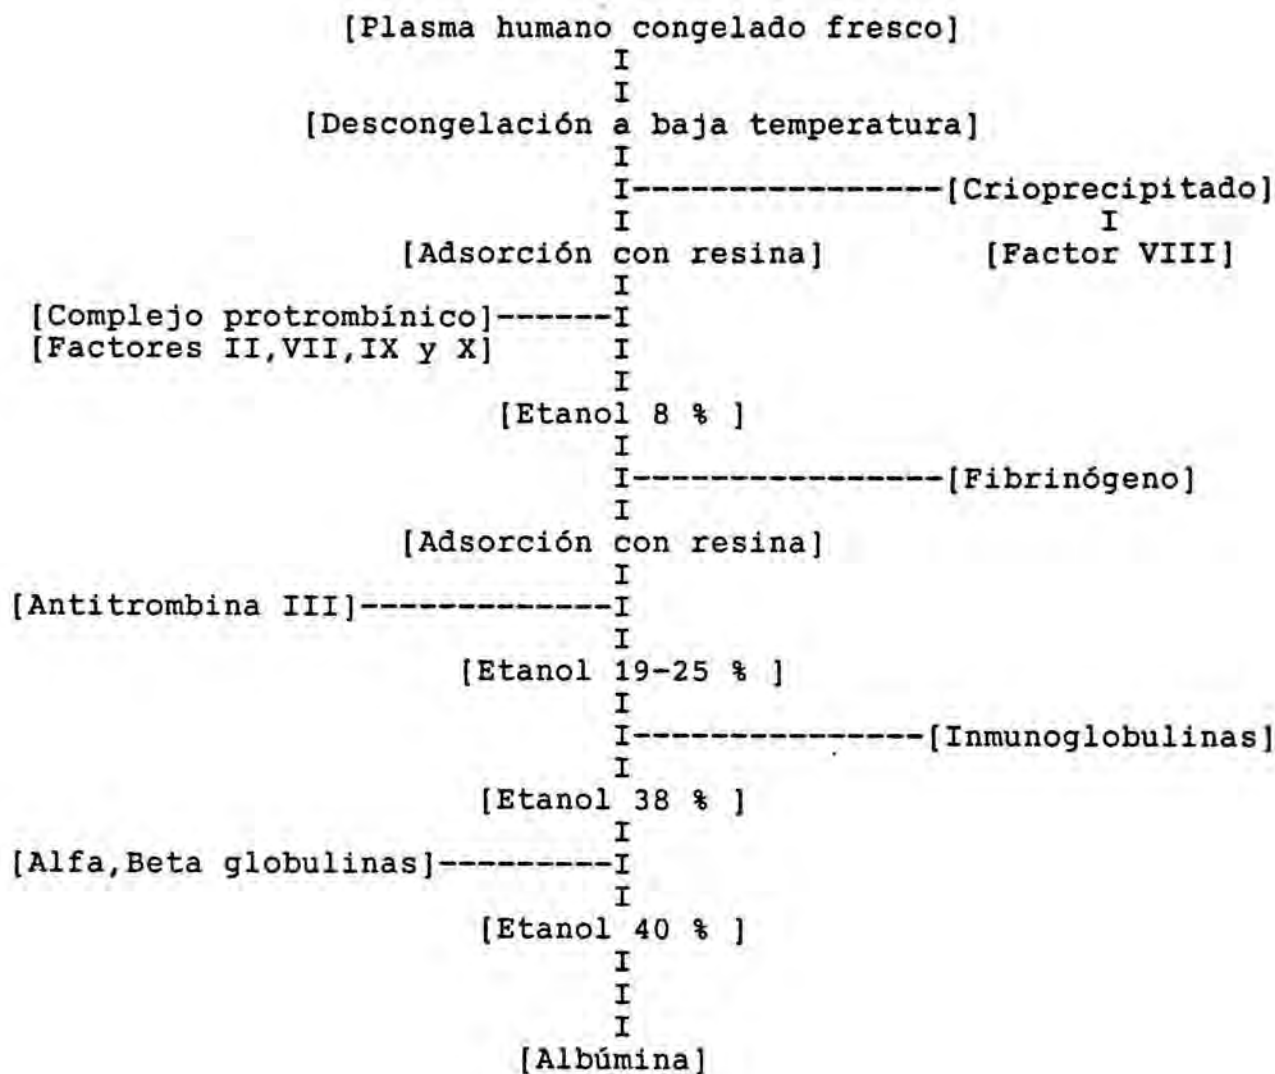 [Plasma humano congelado fresco]
I
I
[Descongelación a baja temperatura]
I
I----------------[Crioprecipitado]
I I
[Adsorción con resina] [Factor VIII]
I
[Complejo protrombínico]------I
[Factores II,VII,IX y X] I
I
[Etanol 8 % ]
I
I----------------[Fibrinógeno]
I
[Adsorción con resina]
I
[Antitrombina III]-------------I
I
[Etanol 19-25 % ]
I
I---------------[Inmunoglobulinas]
I
[Etanol 38 % ]
I
[Alfa,Beta globulinas]---------I
I
[Etanol 40 % ]
I
I
I
[Albúmina]